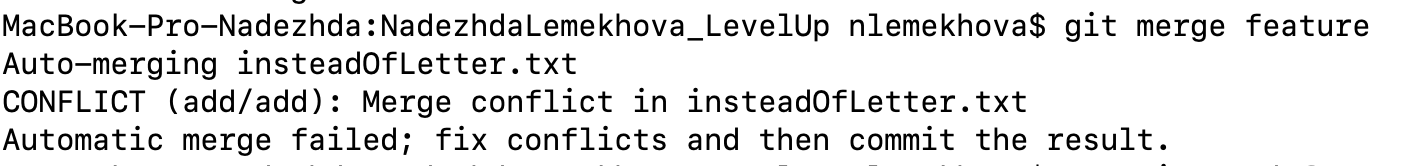 MacBook-Pro-Nadezhda:NadezhdaLemekhova_LevelUp nlemekhova$ git merge feature
Auto-merging insteadOfLetter.txt
CONFLICT (add/add): Merge conflict in insteadOfLetter.txt
Automatic merge failed; fix conflicts and then commit the result.